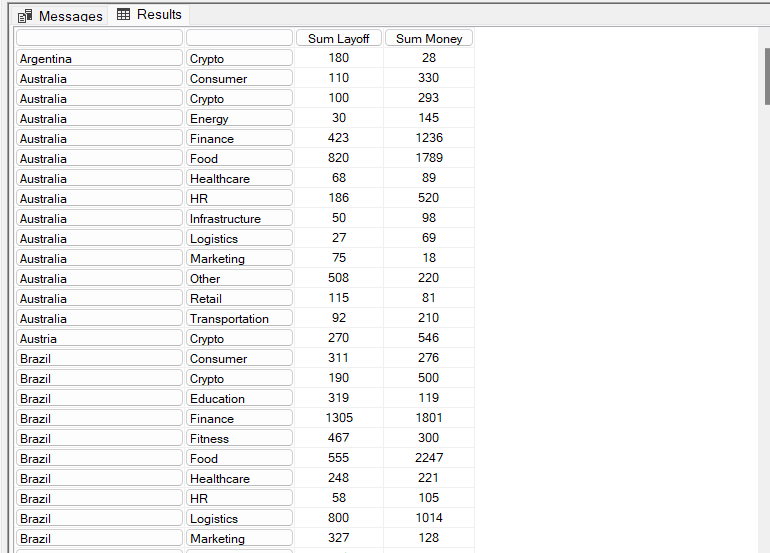 Messages Results
Sum Layoff Sum Money
Argentina Crypto 180 28
Australia Consumer 110 330
Australia Crypto 100 293
Australia Energy 30 145
Australia Finance 423 1236
Australia Food 820 1789
Australia Healthcare 68 89
Australia HR 186 520
Australia Infrastructure 50 98
Australia Logistics 27 69
Australia Marketing 75 18
Australia Other 508 220
Australia Retail 115 81
Australia Transportation 92 210
Austria Crypto 270 546
Brazil Consumer 311 276
Brazil Crypto 190 500
Brazil Education 319 119
Brazil Finance 1305 1801
Brazil Fitness 467 300
Brazil Food 555 2247
Brazil Healthcare 248 221
Brazil HR 58 105
Brazil Logistics 800 1014
Brazil Marketing 327 128